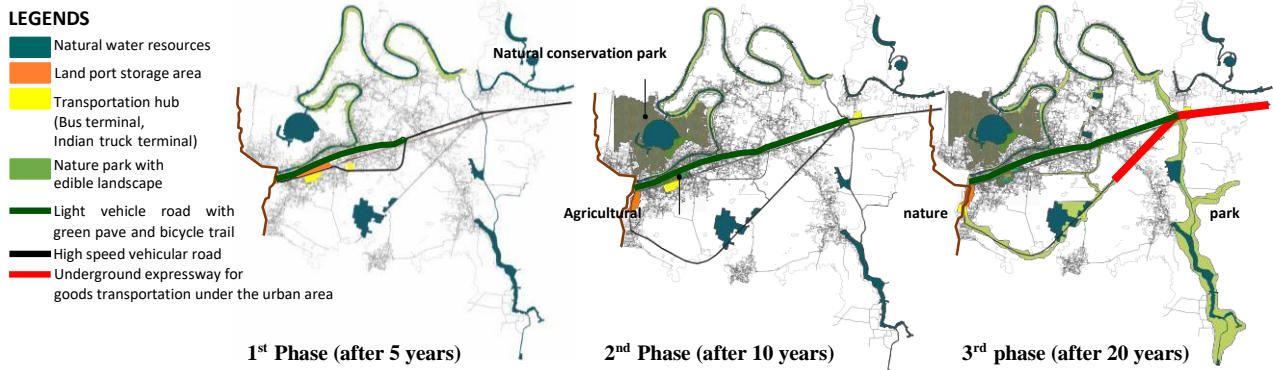 LEGENDS
Natural water resources
Land port storage area
Transportation hub
(Bus terminal,
Indian truck terminal)
Nature park with
edible landscape
Light vehicle road with
green pave and bicycle trail
High speed vehicular road
Underground expressway for
goods transportation under the urban area
1st Phase (after 5 years)
Natural conservation park
Agricultural
2nd Phase (after 10 years)
nature
park
3rd phase (after 20 years)